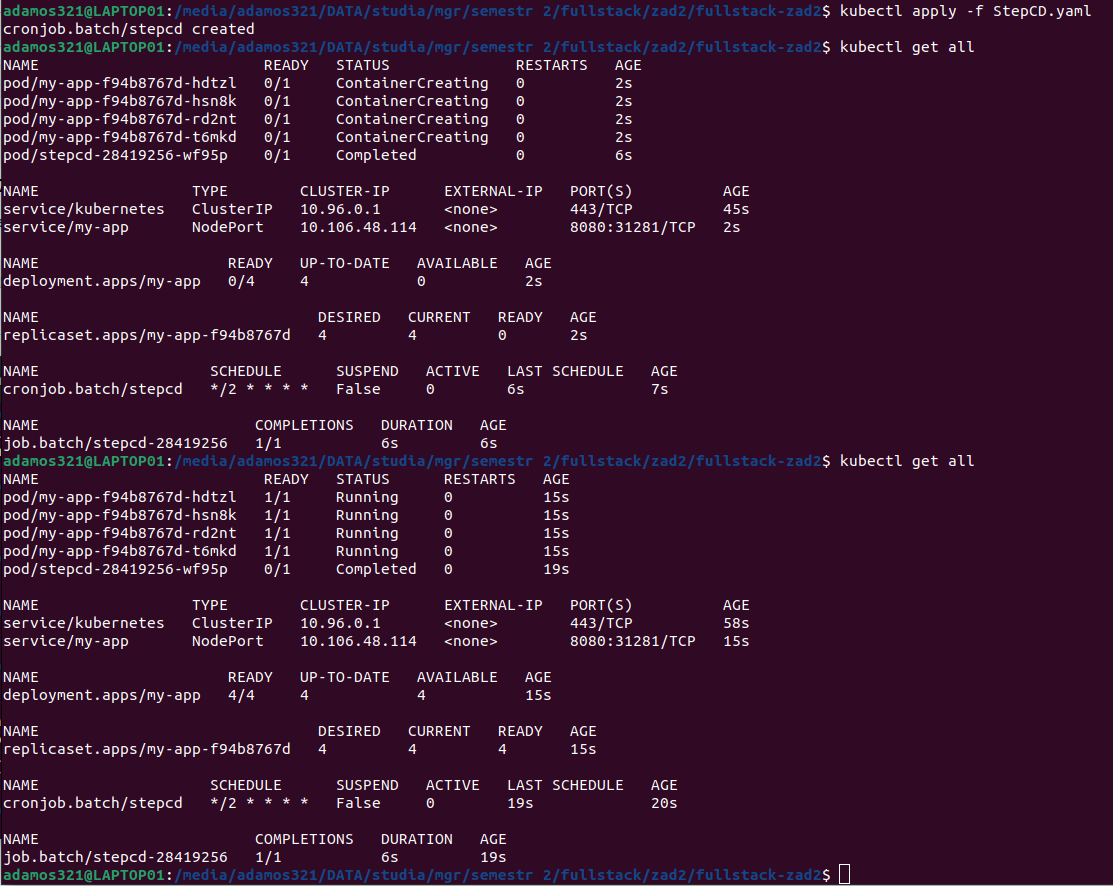 adamos321@LAPTOP01:/media/adamos321/DATA/studia/mgr/semestr 2/fullstack/zad2/fullstack-zad2$ kubectl apply -f StepCD.yaml
cronjob.batch/stepcd created
adamos321@LAPTOP01:/media/adamos321/DATA/studia/mgr/semestr 2/fullstack/zad2/fullstack-zad2$ kubectl get all
NAME                         READY   STATUS              RESTARTS   AGE
pod/my-app-f94b8767d-hdtzl   0/1     ContainerCreating   0          2s
pod/my-app-f94b8767d-hsn8k   0/1     ContainerCreating   0          2s
pod/my-app-f94b8767d-rd2nt   0/1     ContainerCreating   0          2s
pod/my-app-f94b8767d-t6mkd   0/1     ContainerCreating   0          2s
pod/stepcd-28419256-wf95p    0/1     Completed           0          6s

NAME                 TYPE        CLUSTER-IP      EXTERNAL-IP   PORT(S)          AGE
service/kubernetes   ClusterIP   10.96.0.1       <none>        443/TCP          45s
service/my-app       NodePort    10.106.48.114   <none>        8080:31281/TCP   2s

NAME                     READY   UP-TO-DATE   AVAILABLE   AGE
deployment.apps/my-app   0/4     4            0           2s

NAME                               DESIRED   CURRENT   READY   AGE
replicaset.apps/my-app-f94b8767d   4         4         0       2s

NAME                   SCHEDULE      SUSPEND   ACTIVE   LAST SCHEDULE   AGE
cronjob.batch/stepcd   */2 * * * *   False     0        6s              7s

NAME                        COMPLETIONS   DURATION   AGE
job.batch/stepcd-28419256   1/1           6s         6s
adamos321@LAPTOP01:/media/adamos321/DATA/studia/mgr/semestr 2/fullstack/zad2/fullstack-zad2$ kubectl get all
NAME                         READY   STATUS      RESTARTS   AGE
pod/my-app-f94b8767d-hdtzl   1/1     Running     0          15s
pod/my-app-f94b8767d-hsn8k   1/1     Running     0          15s
pod/my-app-f94b8767d-rd2nt   1/1     Running     0          15s
pod/my-app-f94b8767d-t6mkd   1/1     Running     0          15s
pod/stepcd-28419256-wf95p    0/1     Completed   0          19s

NAME                 TYPE        CLUSTER-IP      EXTERNAL-IP   PORT(S)          AGE
service/kubernetes   ClusterIP   10.96.0.1       <none>        443/TCP          58s
service/my-app       NodePort    10.106.48.114   <none>        8080:31281/TCP   15s

NAME                     READY   UP-TO-DATE   AVAILABLE   AGE
deployment.apps/my-app   4/4     4            4           15s

NAME                               DESIRED   CURRENT   READY   AGE
replicaset.apps/my-app-f94b8767d   4         4         4       15s

NAME                   SCHEDULE      SUSPEND   ACTIVE   LAST SCHEDULE   AGE
cronjob.batch/stepcd   */2 * * * *   False     0        19s             20s

NAME                        COMPLETIONS   DURATION   AGE
job.batch/stepcd-28419256   1/1           6s         19s
adamos321@LAPTOP01:/media/adamos321/DATA/studia/mgr/semestr 2/fullstack/zad2/fullstack-zad2$